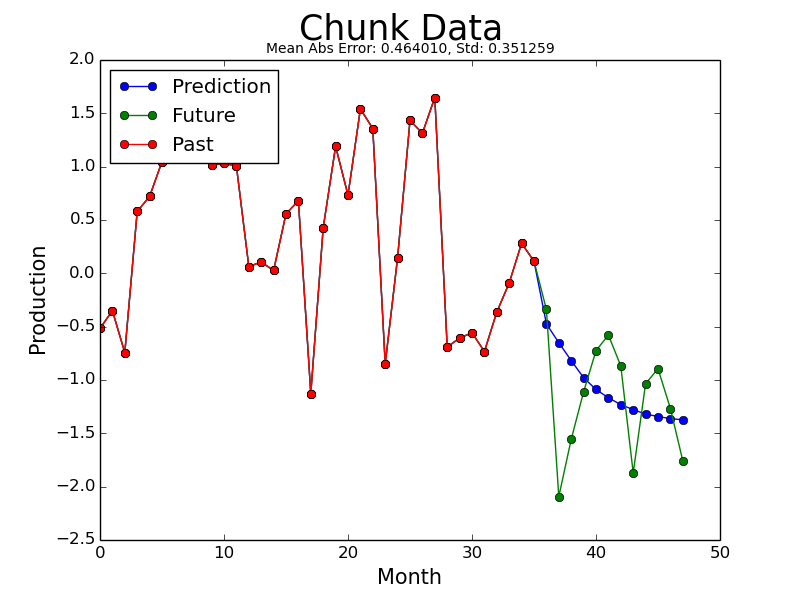 Chunk Data
Mean Abs Error: 0.464010, Std: 0.351259
Prediction
Future
Past
2.0
1.5
1.0
0.5
0.0
−0.5
−1.0
−1.5
−2.0
−2.5
Production
0 10 20 30 40 50
Month